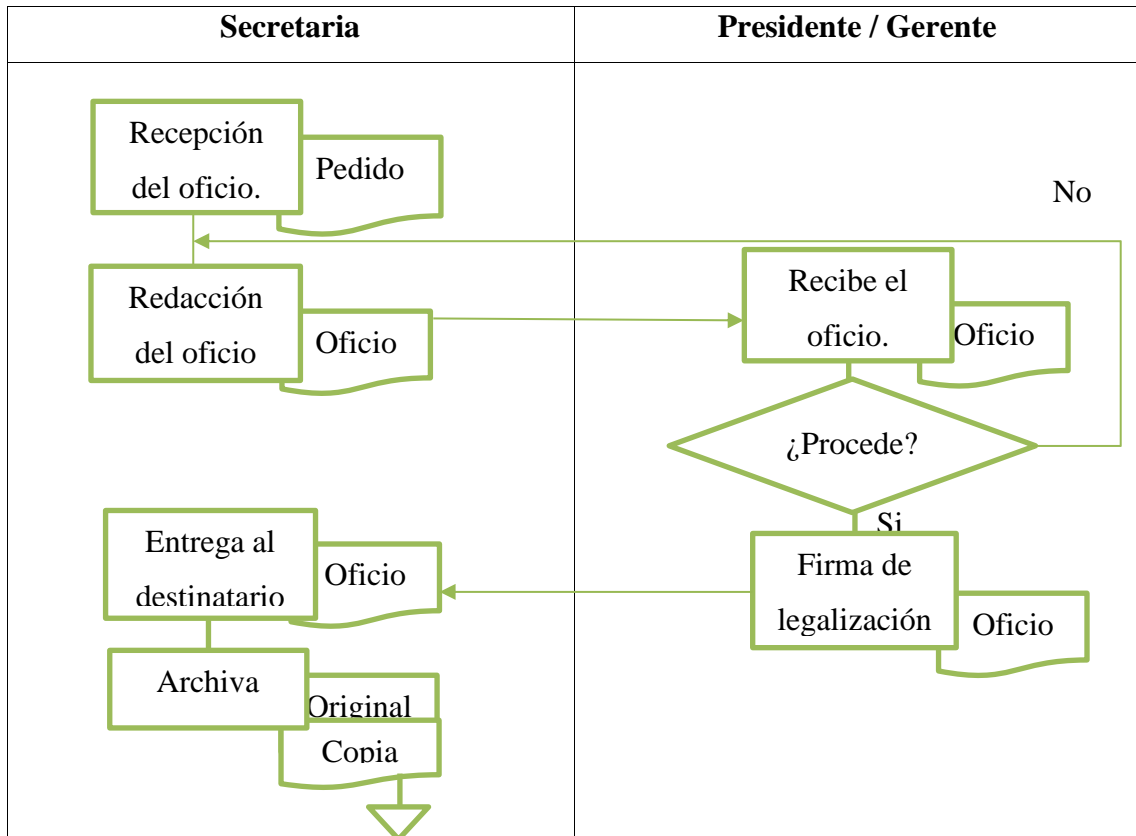 Secretaria
Presidente / Gerente
Recepción
del oficio.
Pedido
No
Redacción
del oficio
Oficio
Recibe el
oficio.
Oficio
¿Procede?
Si
Entrega al
destinatario
Oficio
Firma de
legalización
Oficio
Archiva
Original
Copia